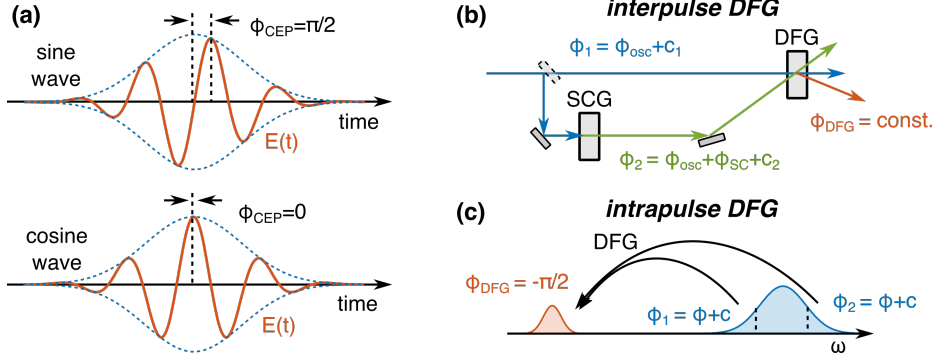 (a)
ϕCEP=π/2
sine
wave
time
E(t)
ϕCEP=0
cosine
wave
time
E(t)
(b)
interpulse DFG
ϕ1 = ϕosc+c1
DFG
SCG
ϕDFG = const.
ϕ2 = ϕosc+ϕSC+c2
(c)
intrapulse DFG
DFG
ϕDFG = -π/2
ϕ1 = ϕ+c
ϕ2 = ϕ+c
ω